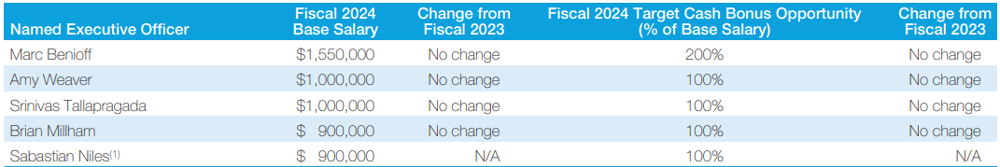 Named Executive Officer Fiscal 2024 Base Salary Change from Fiscal 2023 Fiscal 2024 Target Cash Bonus Opportunity (% of Base Salary) Change from Fiscal 2023
Marc Benioff $1,550,000 No change 200% No change
Amy Weaver $1,000,000 No change 100% No change
Srinivas Tallapragada $1,000,000 No change 100% No change
Brian Millham $ 900,000 No change 100% No change
Sabastian Niles(1) $ 900,000 N/A 100% N/A